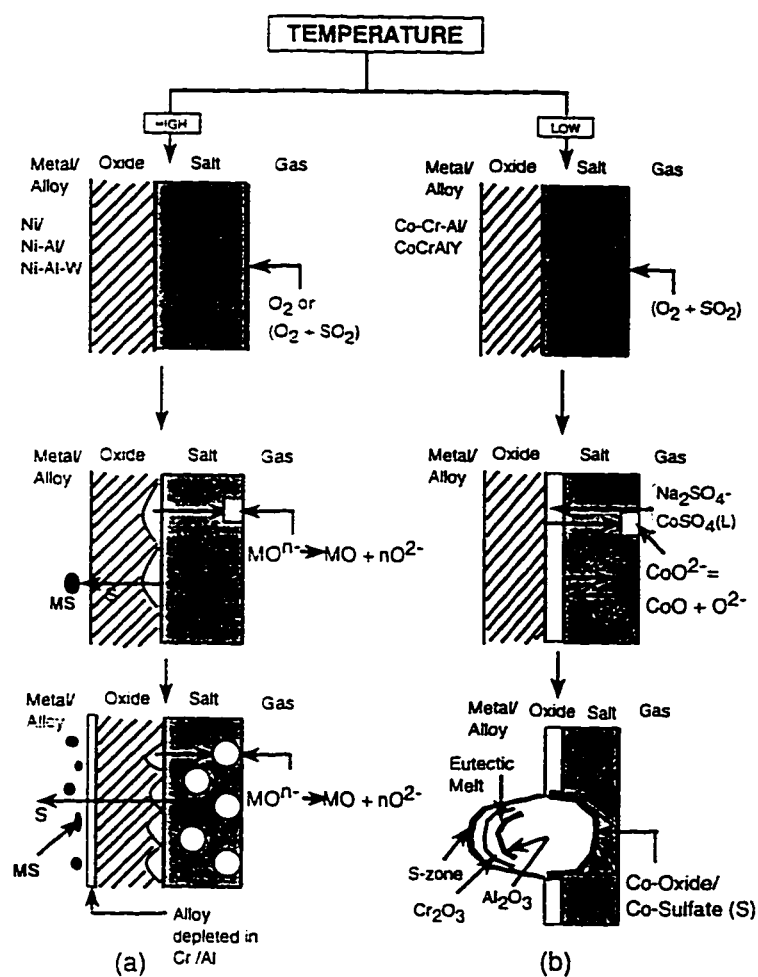 TEMPERATURE
HIGH
LOW
Metal/ Oxide Salt Gas
Alloy
Ni/
Ni-Al/
Ni-Al-W
O2 or
(O2 + SO2)
Metal/ Oxide Salt Gas
Alloy
Co-Cr-Al/
CoCrAlY
(O2 + SO2)
Metal/ Oxide Salt Gas
Alloy
MO^n- → MO + nO^2-
S
MS
Metal/ Oxide Salt Gas
Alloy
Na2SO4-
CoSO4(L)
CoO^2- =
CoO + O^2-
Metal/ Oxide Salt Gas
Alloy
MO^n- → MO + nO^2-
S
MS
Alloy
depleted in
Cr/Al
(a)
Metal/ Oxide Salt Gas
Alloy
Eutectic
Melt
S-zone
Cr2O3
Al2O3
Co-Oxide/
Co-Sulfate (S)
(b)